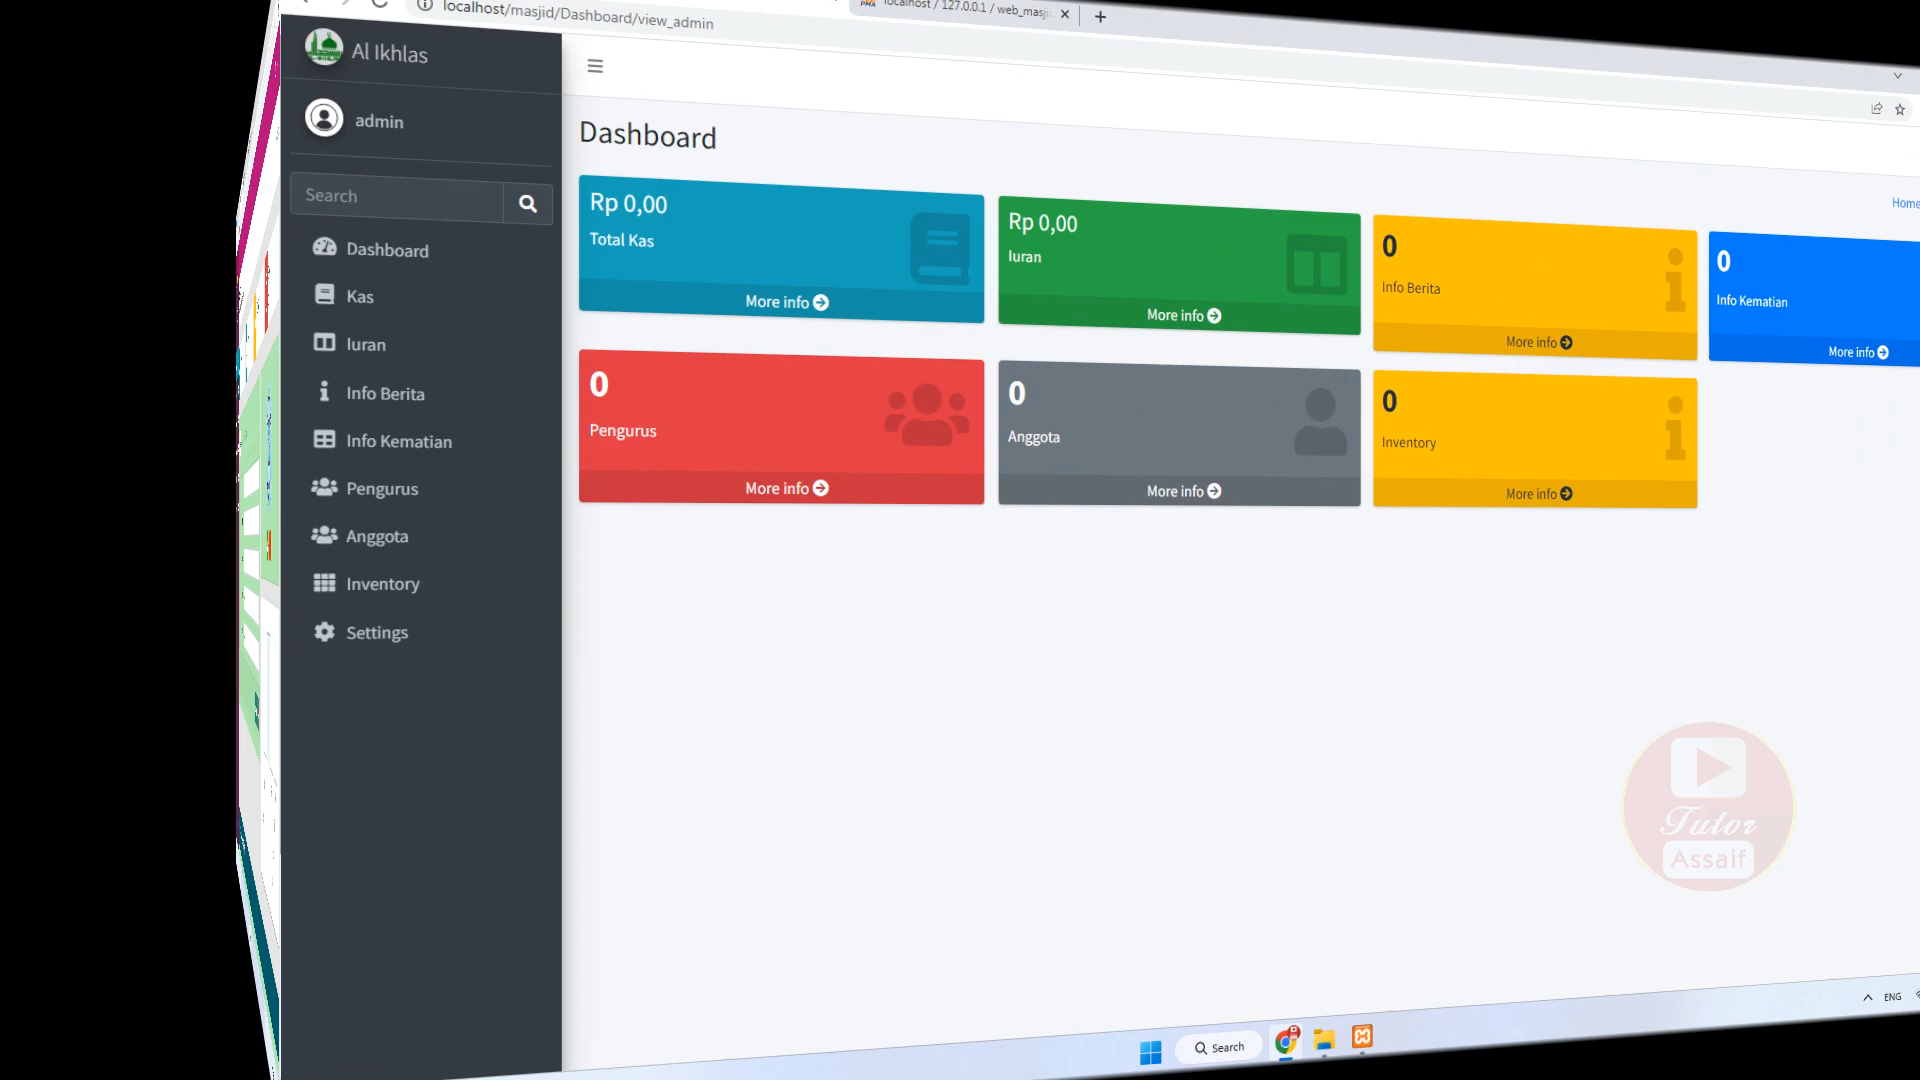 localhost/masjid/Dashboard/view_admin
localhost / 127.0.0.1 / web_masji
Al Ikhlas
admin
Search
Dashboard
Kas
Iuran
Info Berita
Info Kematian
Pengurus
Anggota
Inventory
Settings
Dashboard
Home
Rp 0,00
Total Kas
More info
Rp 0,00
Iuran
More info
0
Info Berita
More info
0
Info Kematian
More info
0
Pengurus
More info
0
Anggota
More info
0
Inventory
More info
Tutor
Assaif
Search
ENG